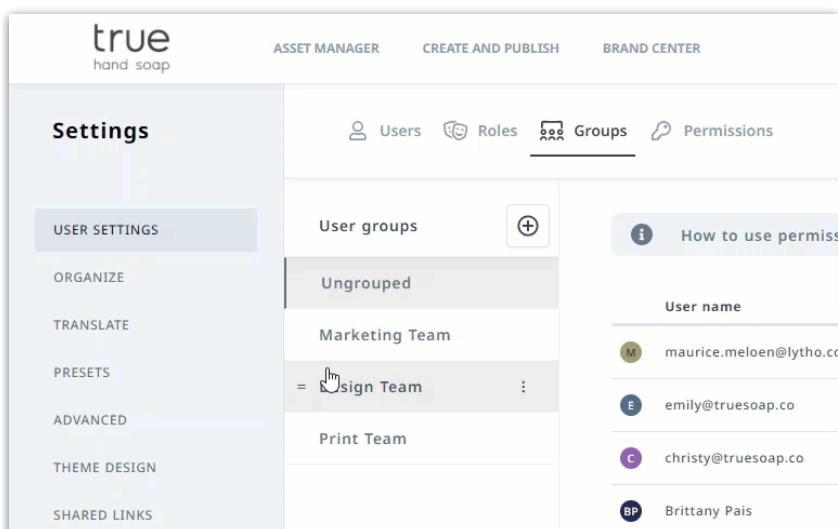 true
hand soap
ASSET MANAGER CREATE AND PUBLISH BRAND CENTER
Settings
Users Roles Groups Permissions
USER SETTINGS
ORGANIZE
TRANSLATE
PRESETS
ADVANCED
THEME DESIGN
SHARED LINKS
User groups
Ungrouped
Marketing Team
Design Team
Print Team
How to use permiss
User name
M maurice.meloen@lytho.co
E emily@truesoap.co
C christy@truesoap.co
BP Brittany Pais